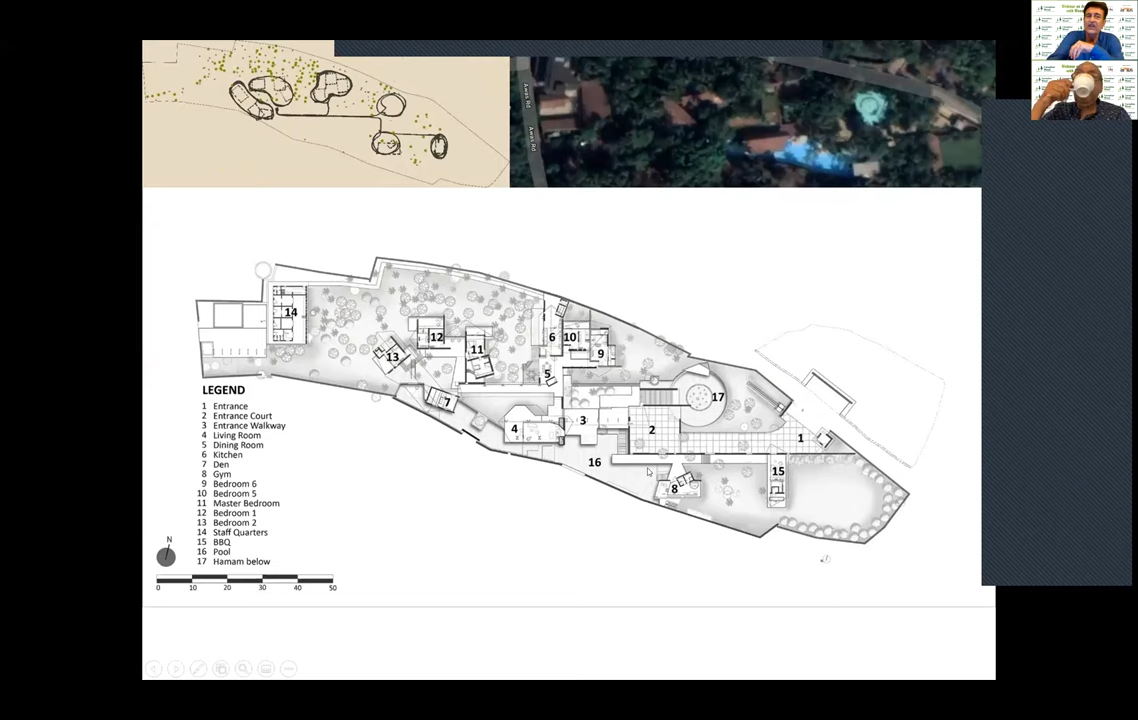 Awas Rd
Awas Rd
14
12
13
11
7
6
10
9
5
4
3
17
2
1
16
15
8
LEGEND
1 Entrance
2 Entrance Court
3 Entrance Walkway
4 Living Room
5 Dining Room
6 Kitchen
7 Den
8 Gym
9 Bedroom 6
10 Bedroom 5
11 Master Bedroom
12 Bedroom 1
13 Bedroom 2
14 Staff Quarters
15 BBQ
16 Pool
17 Hamam below
N
0 10 20 30 40 50